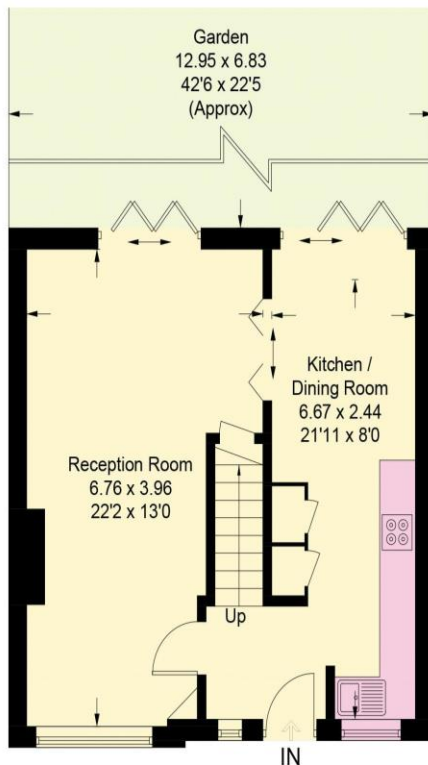 Garden
12.95 x 6.83
42'6 x 22'5
(Approx)
Kitchen /
Dining Room
6.67 x 2.44
21'11 x 8'0
Reception Room
6.76 x 3.96
22'2 x 13'0
Up
IN